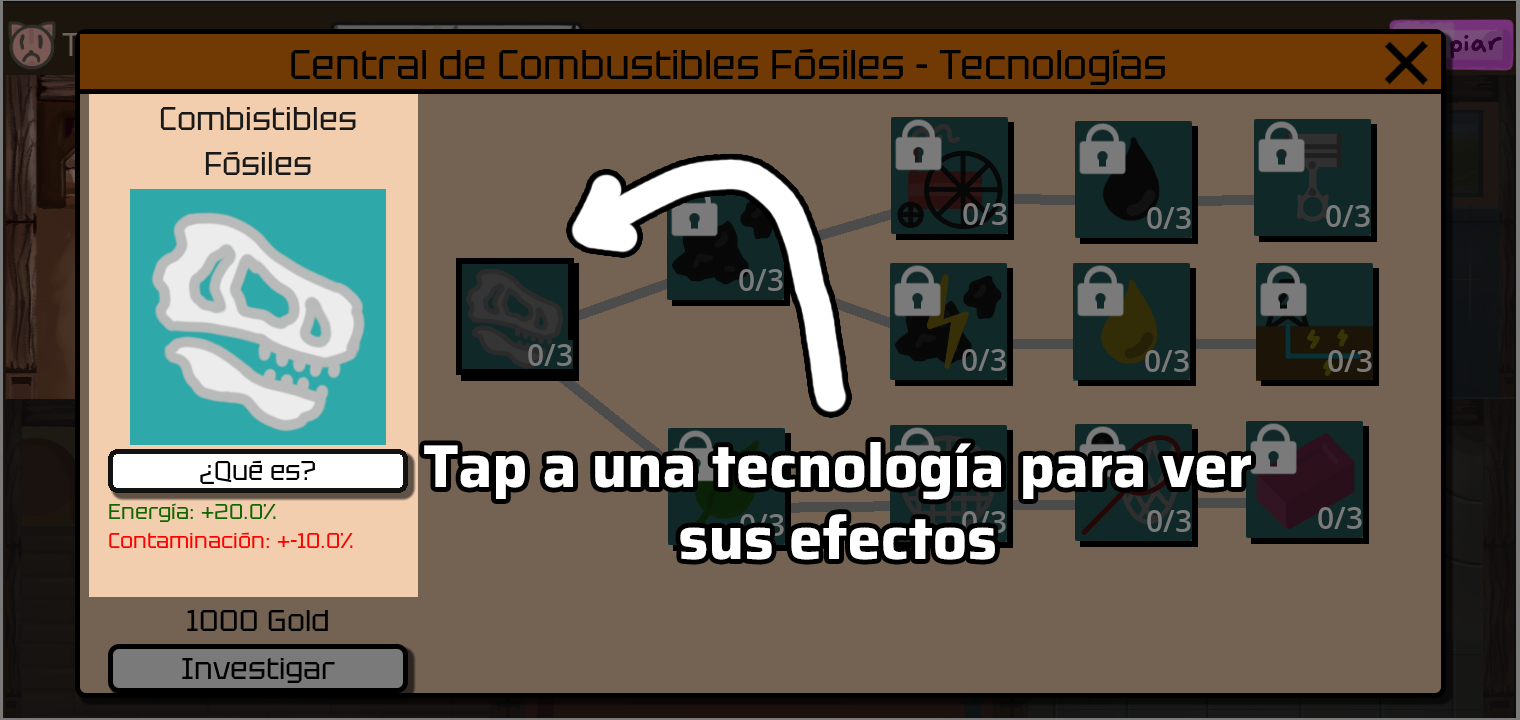 Central de Combustibles Fósiles - Tecnologías
Combistibles
Fósiles
¿Qué es?
Energía: +20.0%
Contaminación: +-10.0%
1000 Gold
Investigar
0/3
0/3
0/3
0/3
0/3
0/3
0/3
0/3
0/3
0/3
0/3
0/3
Tap a una tecnología para ver
sus efectos